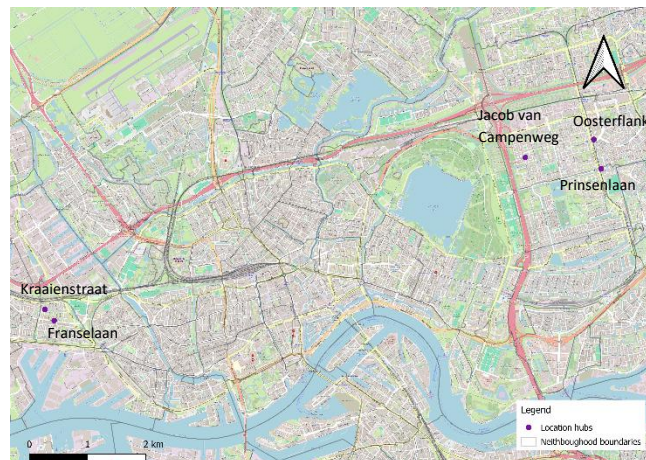 Jacob van
Campenweg
Oosterflank
Prinsenlaan
Kraaienstraat
Franselaan
Legend
Location hubs
Neithboughood boundaries
0 1 2 km